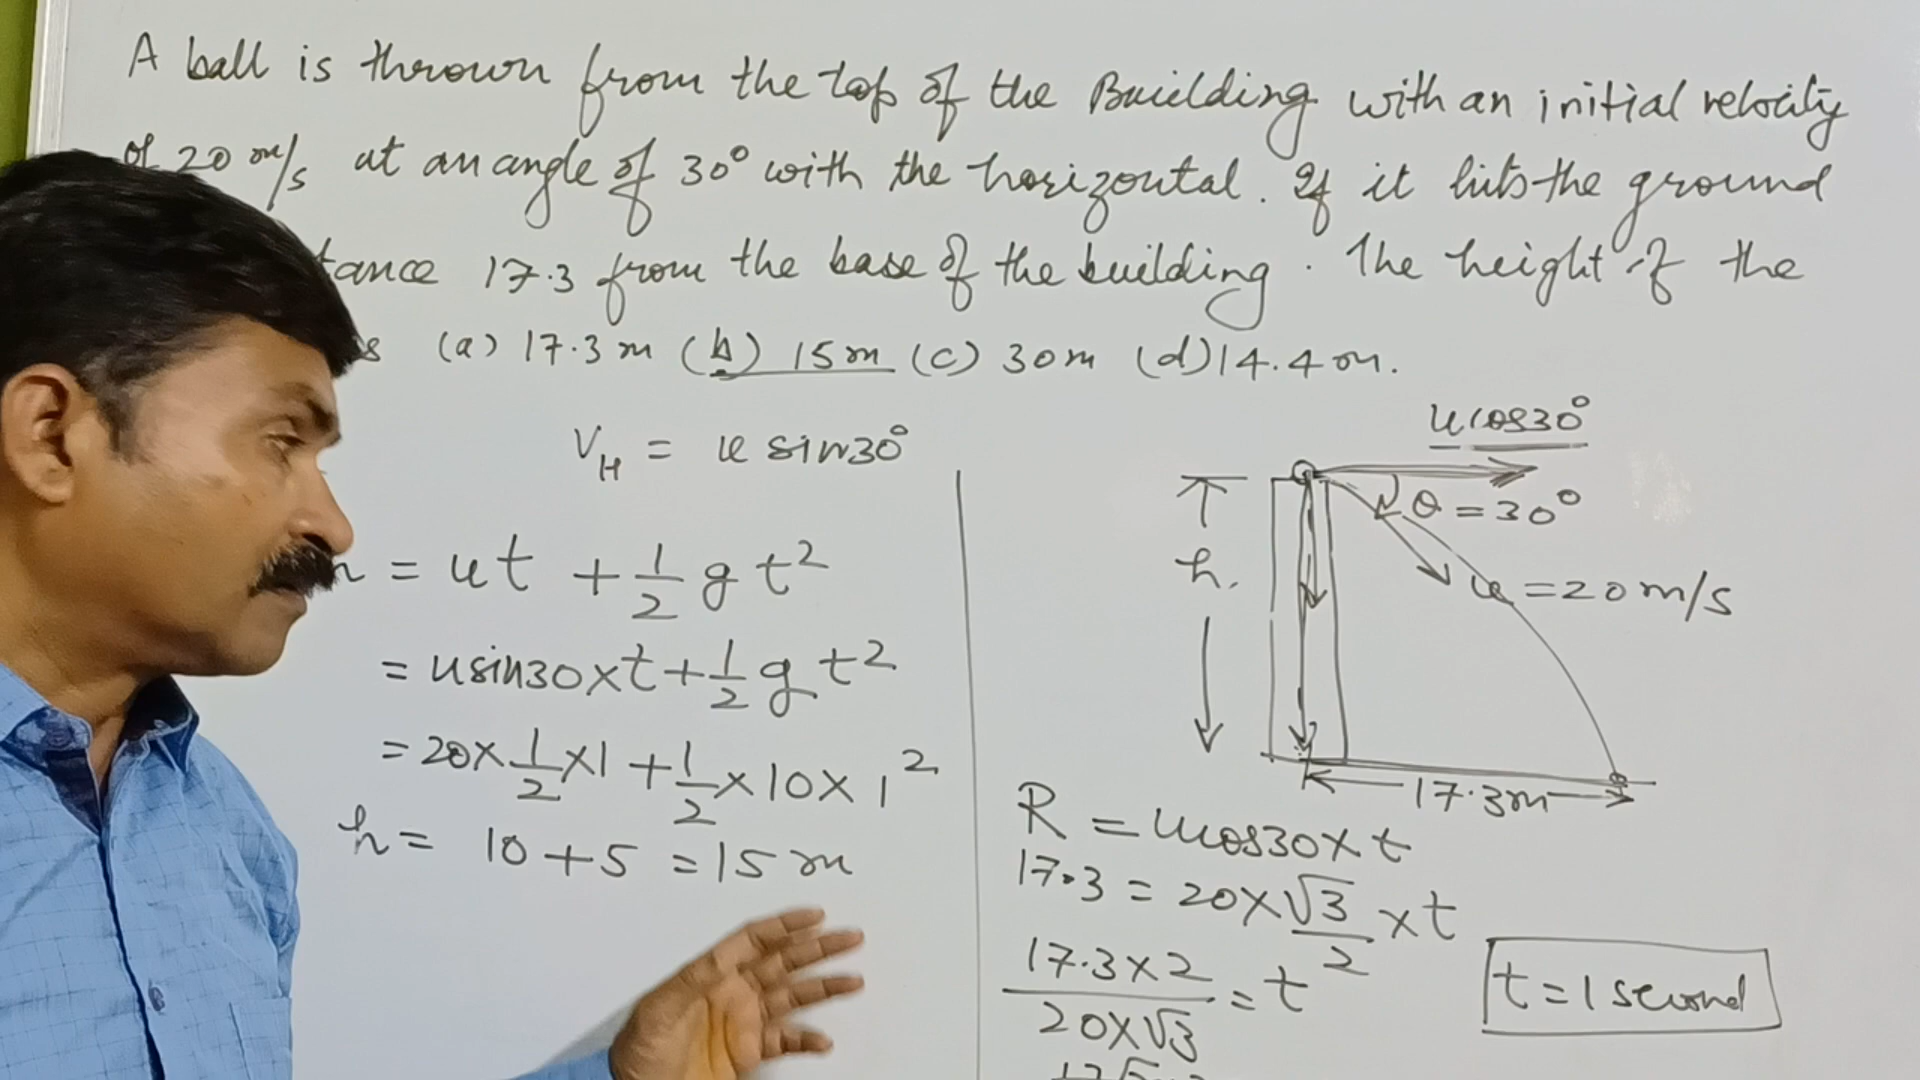 A ball is thrown from the top of the Building with an initial velocity
of 20 m/s at an angle of 30° with the horizontal. If it hits the ground
tance 17.3 from the base of the building. The height of the
s (a) 17.3 m (b) 15 m (c) 30 m (d) 14.4 m.
V_H = u sin30°
= ut + 1/2 g t²
= u sin30 × t + 1/2 g t²
= 20 × 1/2 × 1 + 1/2 × 10 × 1²
h = 10 + 5 = 15 m
u cos30°
θ = 30°
h.
u = 20 m/s
17.3m
R = u cos30 × t
17.3 = 20 × √3/2 × t
17.3 × 2 / 20 × √3 = t
t = 1 second